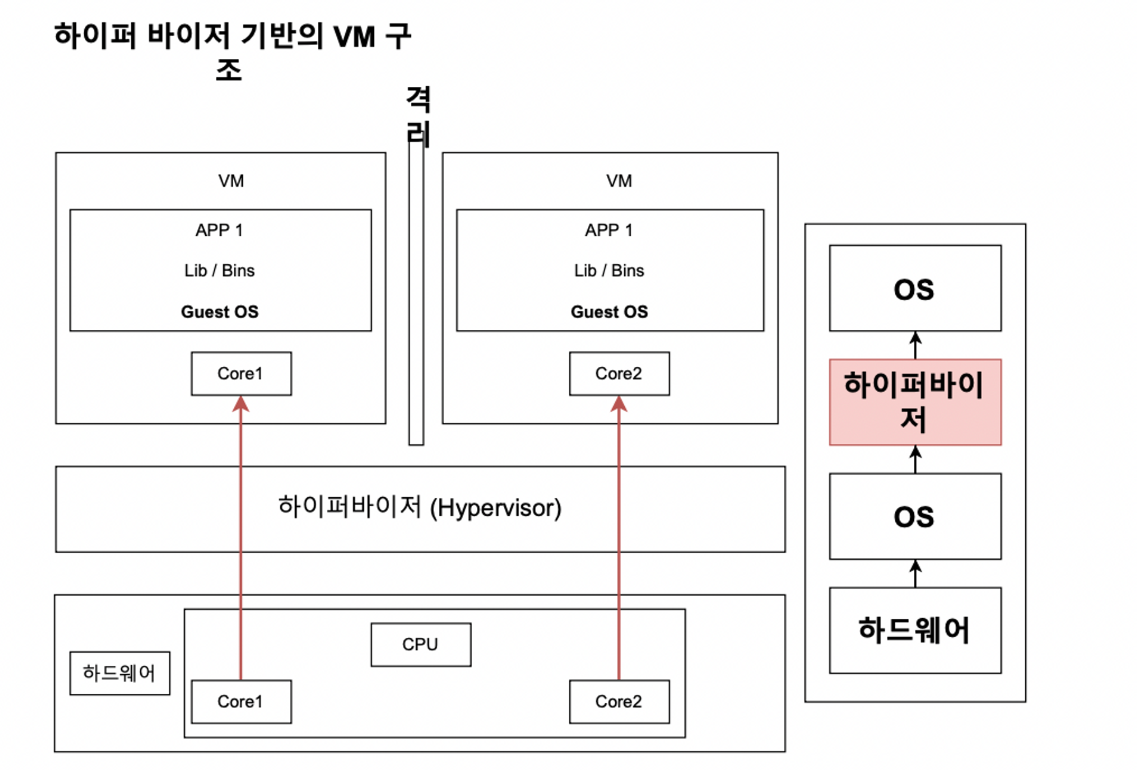 하이퍼 바이저 기반의 VM 구
조
격
리
VM
APP 1
Lib / Bins
Guest OS
Core1
VM
APP 1
Lib / Bins
Guest OS
Core2
하이퍼바이저 (Hypervisor)
하드웨어
CPU
Core1
Core2
OS
하이퍼바이
저
OS
하드웨어